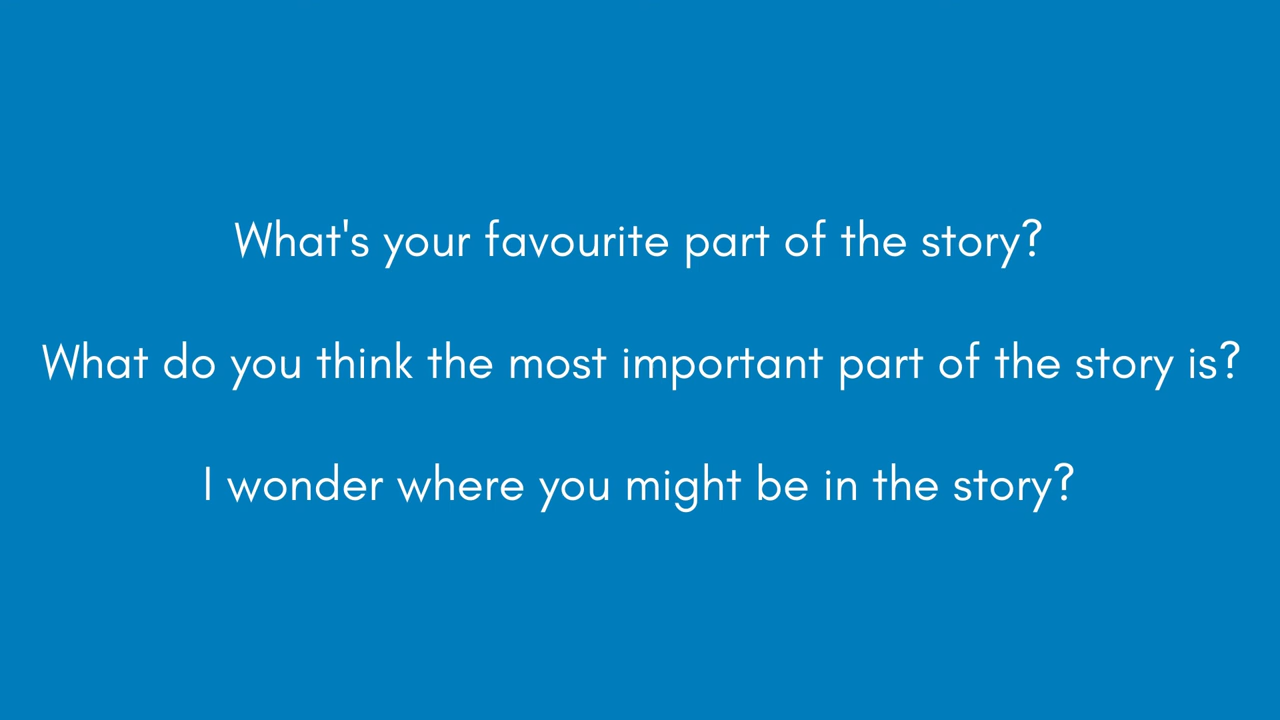 What's your favourite part of the story?
What do you think the most important part of the story is?
I wonder where you might be in the story?